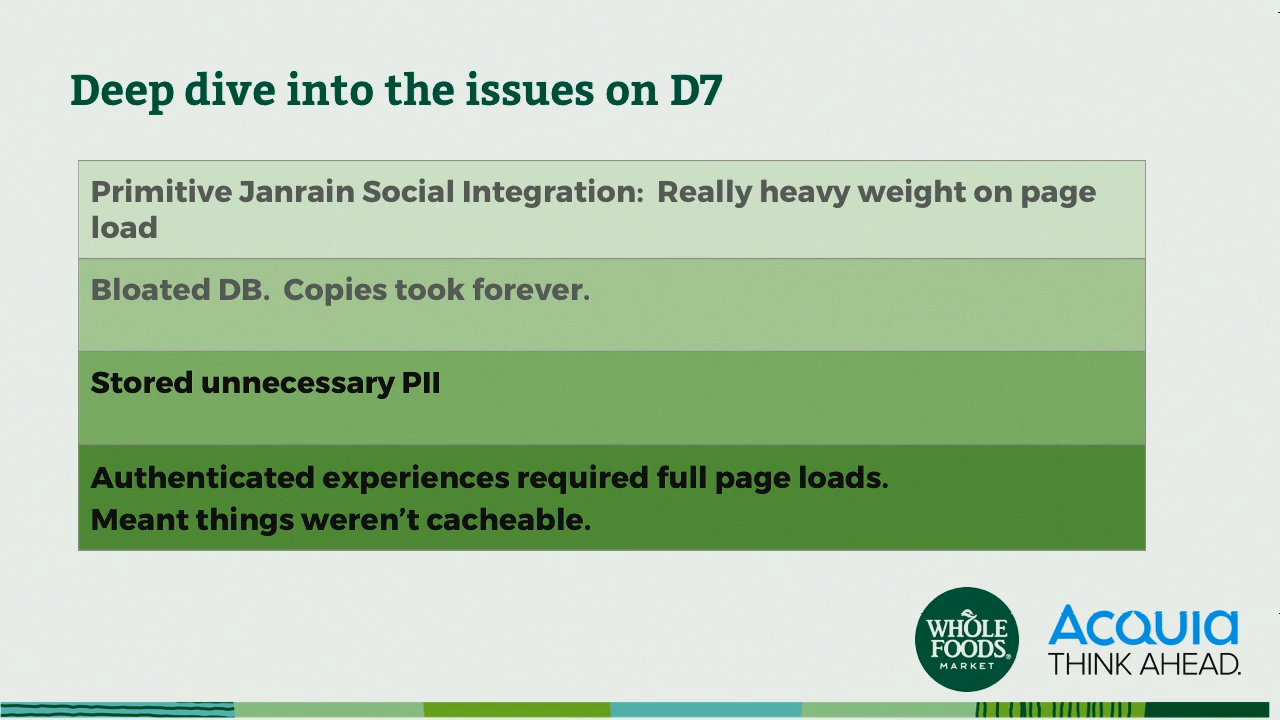 Deep dive into the issues on D7
Primitive Janrain Social Integration:  Really heavy weight on page
load
Bloated DB.  Copies took forever.
Stored unnecessary PII
Authenticated experiences required full page loads.
Meant things weren’t cacheable.
WHOLE
FOODS®
MARKET
ACQUIA
THINK AHEAD.